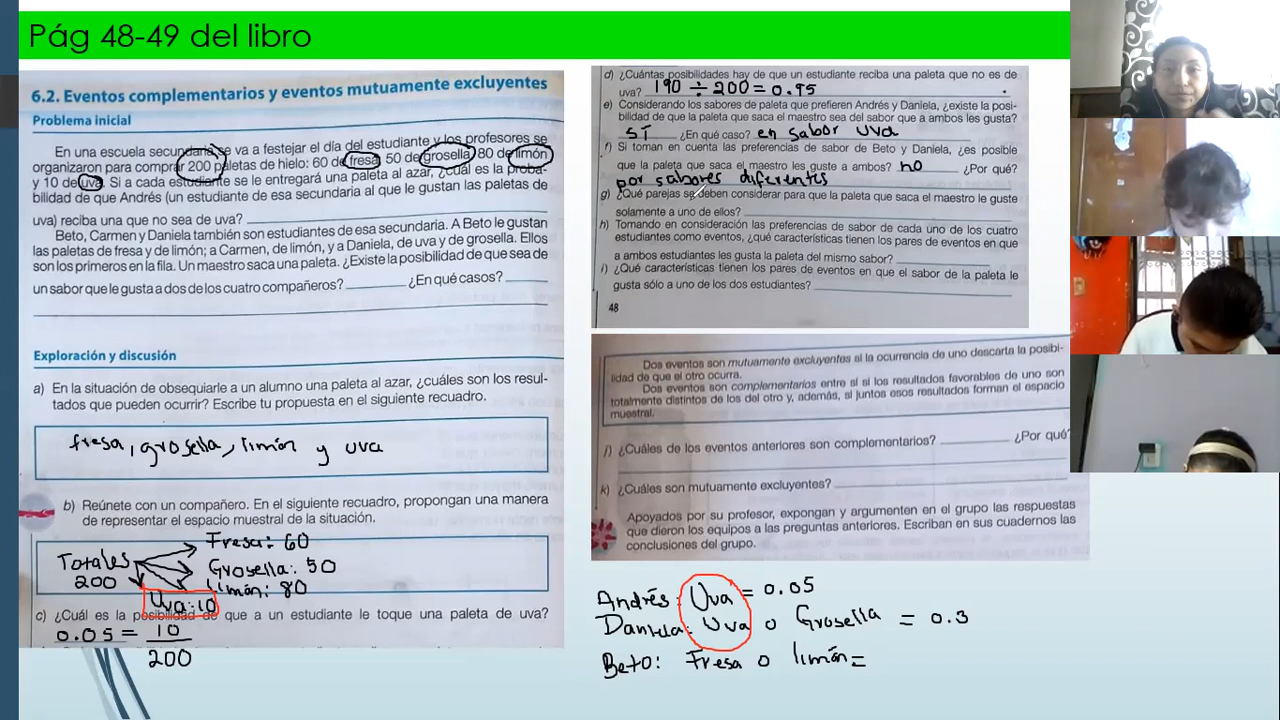 Pág 48-49 del libro
6.2. Eventos complementarios y eventos mutuamente excluyentes
Problema inicial
En una escuela secundaria se va a festejar el día del estudiante y los profesores se
organizaron para comprar 200 paletas de hielo: 60 de fresa, 50 de grosella, 80 de limón
y 10 de uva. Si a cada estudiante se le entregará una paleta al azar, ¿cuál es la proba-
bilidad de que Andrés (un estudiante de esa secundaria al que le gustan las paletas de
uva) reciba una que no sea de uva?
Beto, Carmen y Daniela también son estudiantes de esa secundaria. A Beto le gustan
las paletas de fresa y de limón; a Carmen, de limón, y a Daniela, de uva y de grosella. Ellos
son los primeros en la fila. Un maestro saca una paleta. ¿Existe la posibilidad de que sea de
un sabor que le gusta a dos de los cuatro compañeros? ¿En qué casos?
Exploración y discusión
a) En la situación de obsequiarle a un alumno una paleta al azar, ¿cuáles son los resul-
tados que pueden ocurrir? Escribe tu propuesta en el siguiente recuadro.
fresa, grosella, limón y uva
b) Reúnete con un compañero. En el siguiente recuadro, propongan una manera
de representar el espacio muestral de la situación.
Totales
200
Fresa: 60
Grosella: 50
Limón: 80
Uva: 10
c) ¿Cuál es la posibilidad de que a un estudiante le toque una paleta de uva?
0.05 = 10
200
d) ¿Cuántas posibilidades hay de que un estudiante reciba una paleta que no es de
uva? 190 ÷ 200 = 0.95
e) Considerando los sabores de paleta que prefieren Andrés y Daniela, ¿existe la posi-
bilidad de que la paleta que saca el maestro sea del sabor que a ambos les gusta?
sí ¿En qué caso? en sabor uva
f) Si toman en cuenta las preferencias de sabor de Beto y Daniela, ¿es posible
que la paleta que saca el maestro les guste a ambos? no ¿Por qué?
por sabores diferentes
g) ¿Qué parejas se deben considerar para que la paleta que saca el maestro le guste
solamente a uno de ellos?
h) Tomando en consideración las preferencias de sabor de cada uno de los cuatro
estudiantes como eventos, ¿qué características tienen los pares de eventos en que
a ambos estudiantes les gusta la paleta del mismo sabor?
i) ¿Qué características tienen los pares de eventos en que el sabor de la paleta le
gusta sólo a uno de los dos estudiantes?
48
Dos eventos son mutuamente excluyentes si la ocurrencia de uno descarta la posibi-
lidad de que el otro ocurra.
Dos eventos son complementarios entre sí si los resultados favorables de uno son
totalmente distintos de los del otro y, además, si juntos esos resultados forman el espacio
muestral.
j) ¿Cuáles de los eventos anteriores son complementarios? ¿Por qué?
k) ¿Cuáles son mutuamente excluyentes?
Apoyados por su profesor, expongan y argumenten en el grupo las respuestas
que dieron los equipos a las preguntas anteriores. Escriban en sus cuadernos las
conclusiones del grupo.
Andrés: Uva = 0.05
Daniela: Uva o Grosella = 0.3
Beto: Fresa o limón =